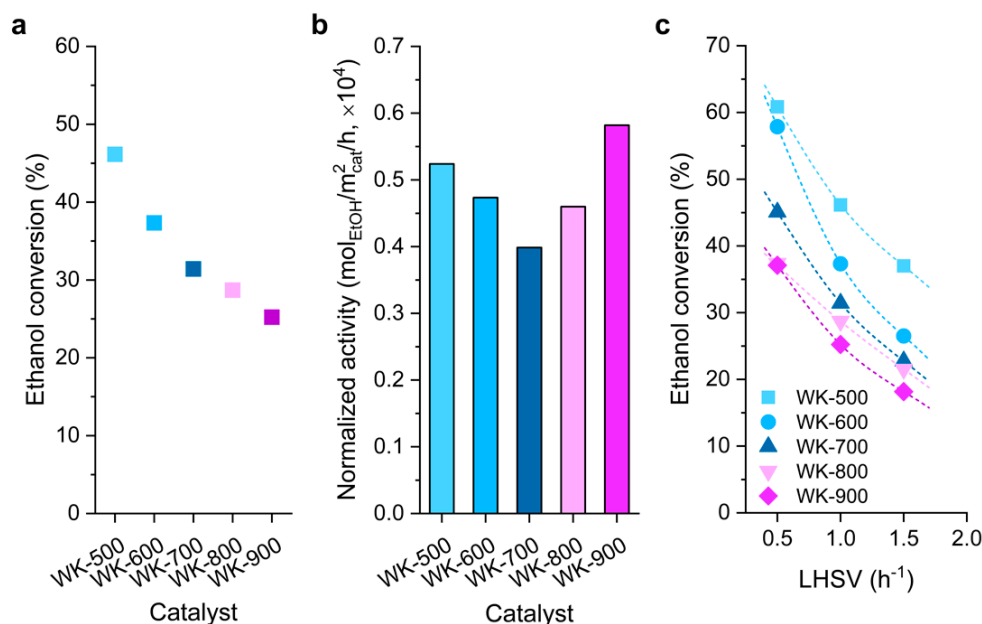 a
60
50
40
30
20
10
0
Ethanol conversion (%)
WK-500
WK-600
WK-700
WK-800
WK-900
Catalyst
b
0.7
0.6
0.5
0.4
0.3
0.2
0.1
0.0
Normalized activity (mol_EtOH/m²_cat/h, ×10⁴)
WK-500
WK-600
WK-700
WK-800
WK-900
Catalyst
c
70
60
50
40
30
20
10
0
Ethanol conversion (%)
WK-500
WK-600
WK-700
WK-800
WK-900
0.5
1.0
1.5
2.0
LHSV (h⁻¹)